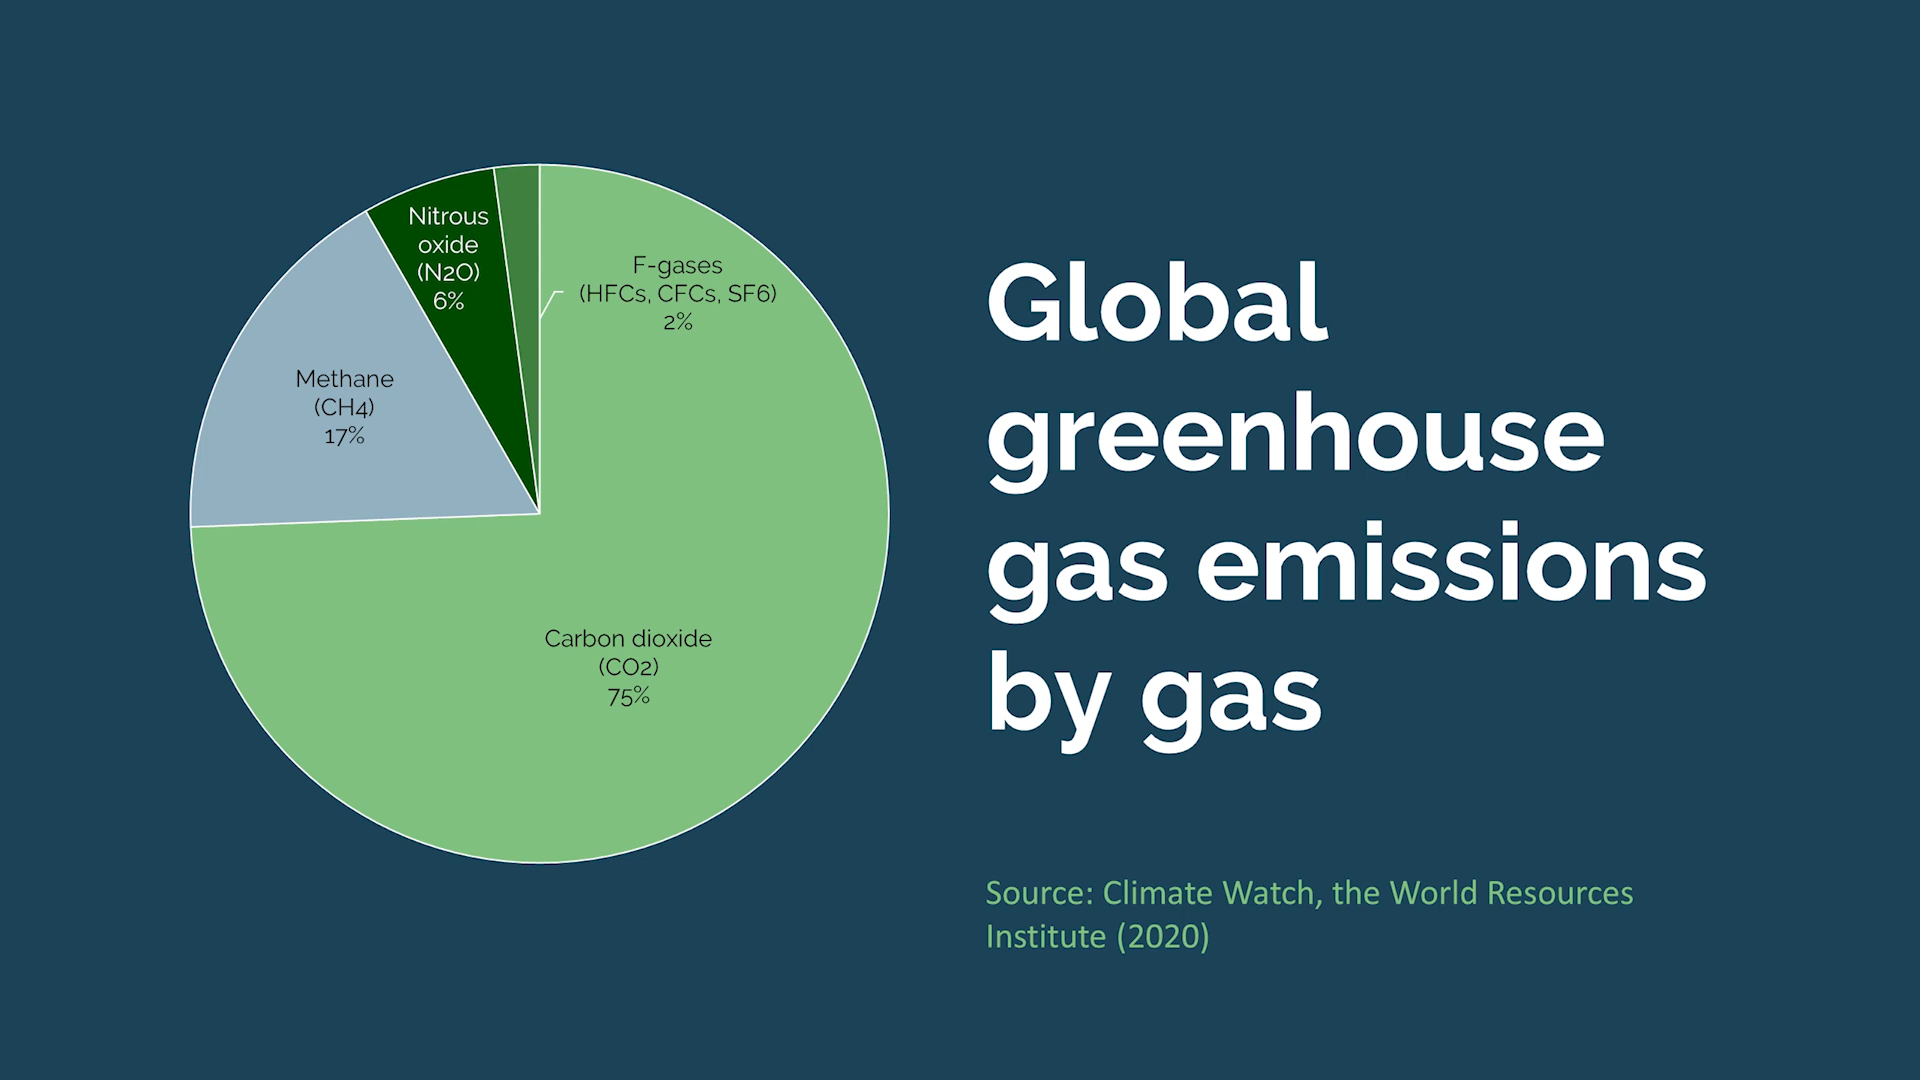 Nitrous
oxide
(N2O)
6%
F-gases
(HFCs, CFCs, SF6)
2%
Methane
(CH4)
17%
Carbon dioxide
(CO2)
75%
Global
greenhouse
gas emissions
by gas
Source: Climate Watch, the World Resources
Institute (2020)